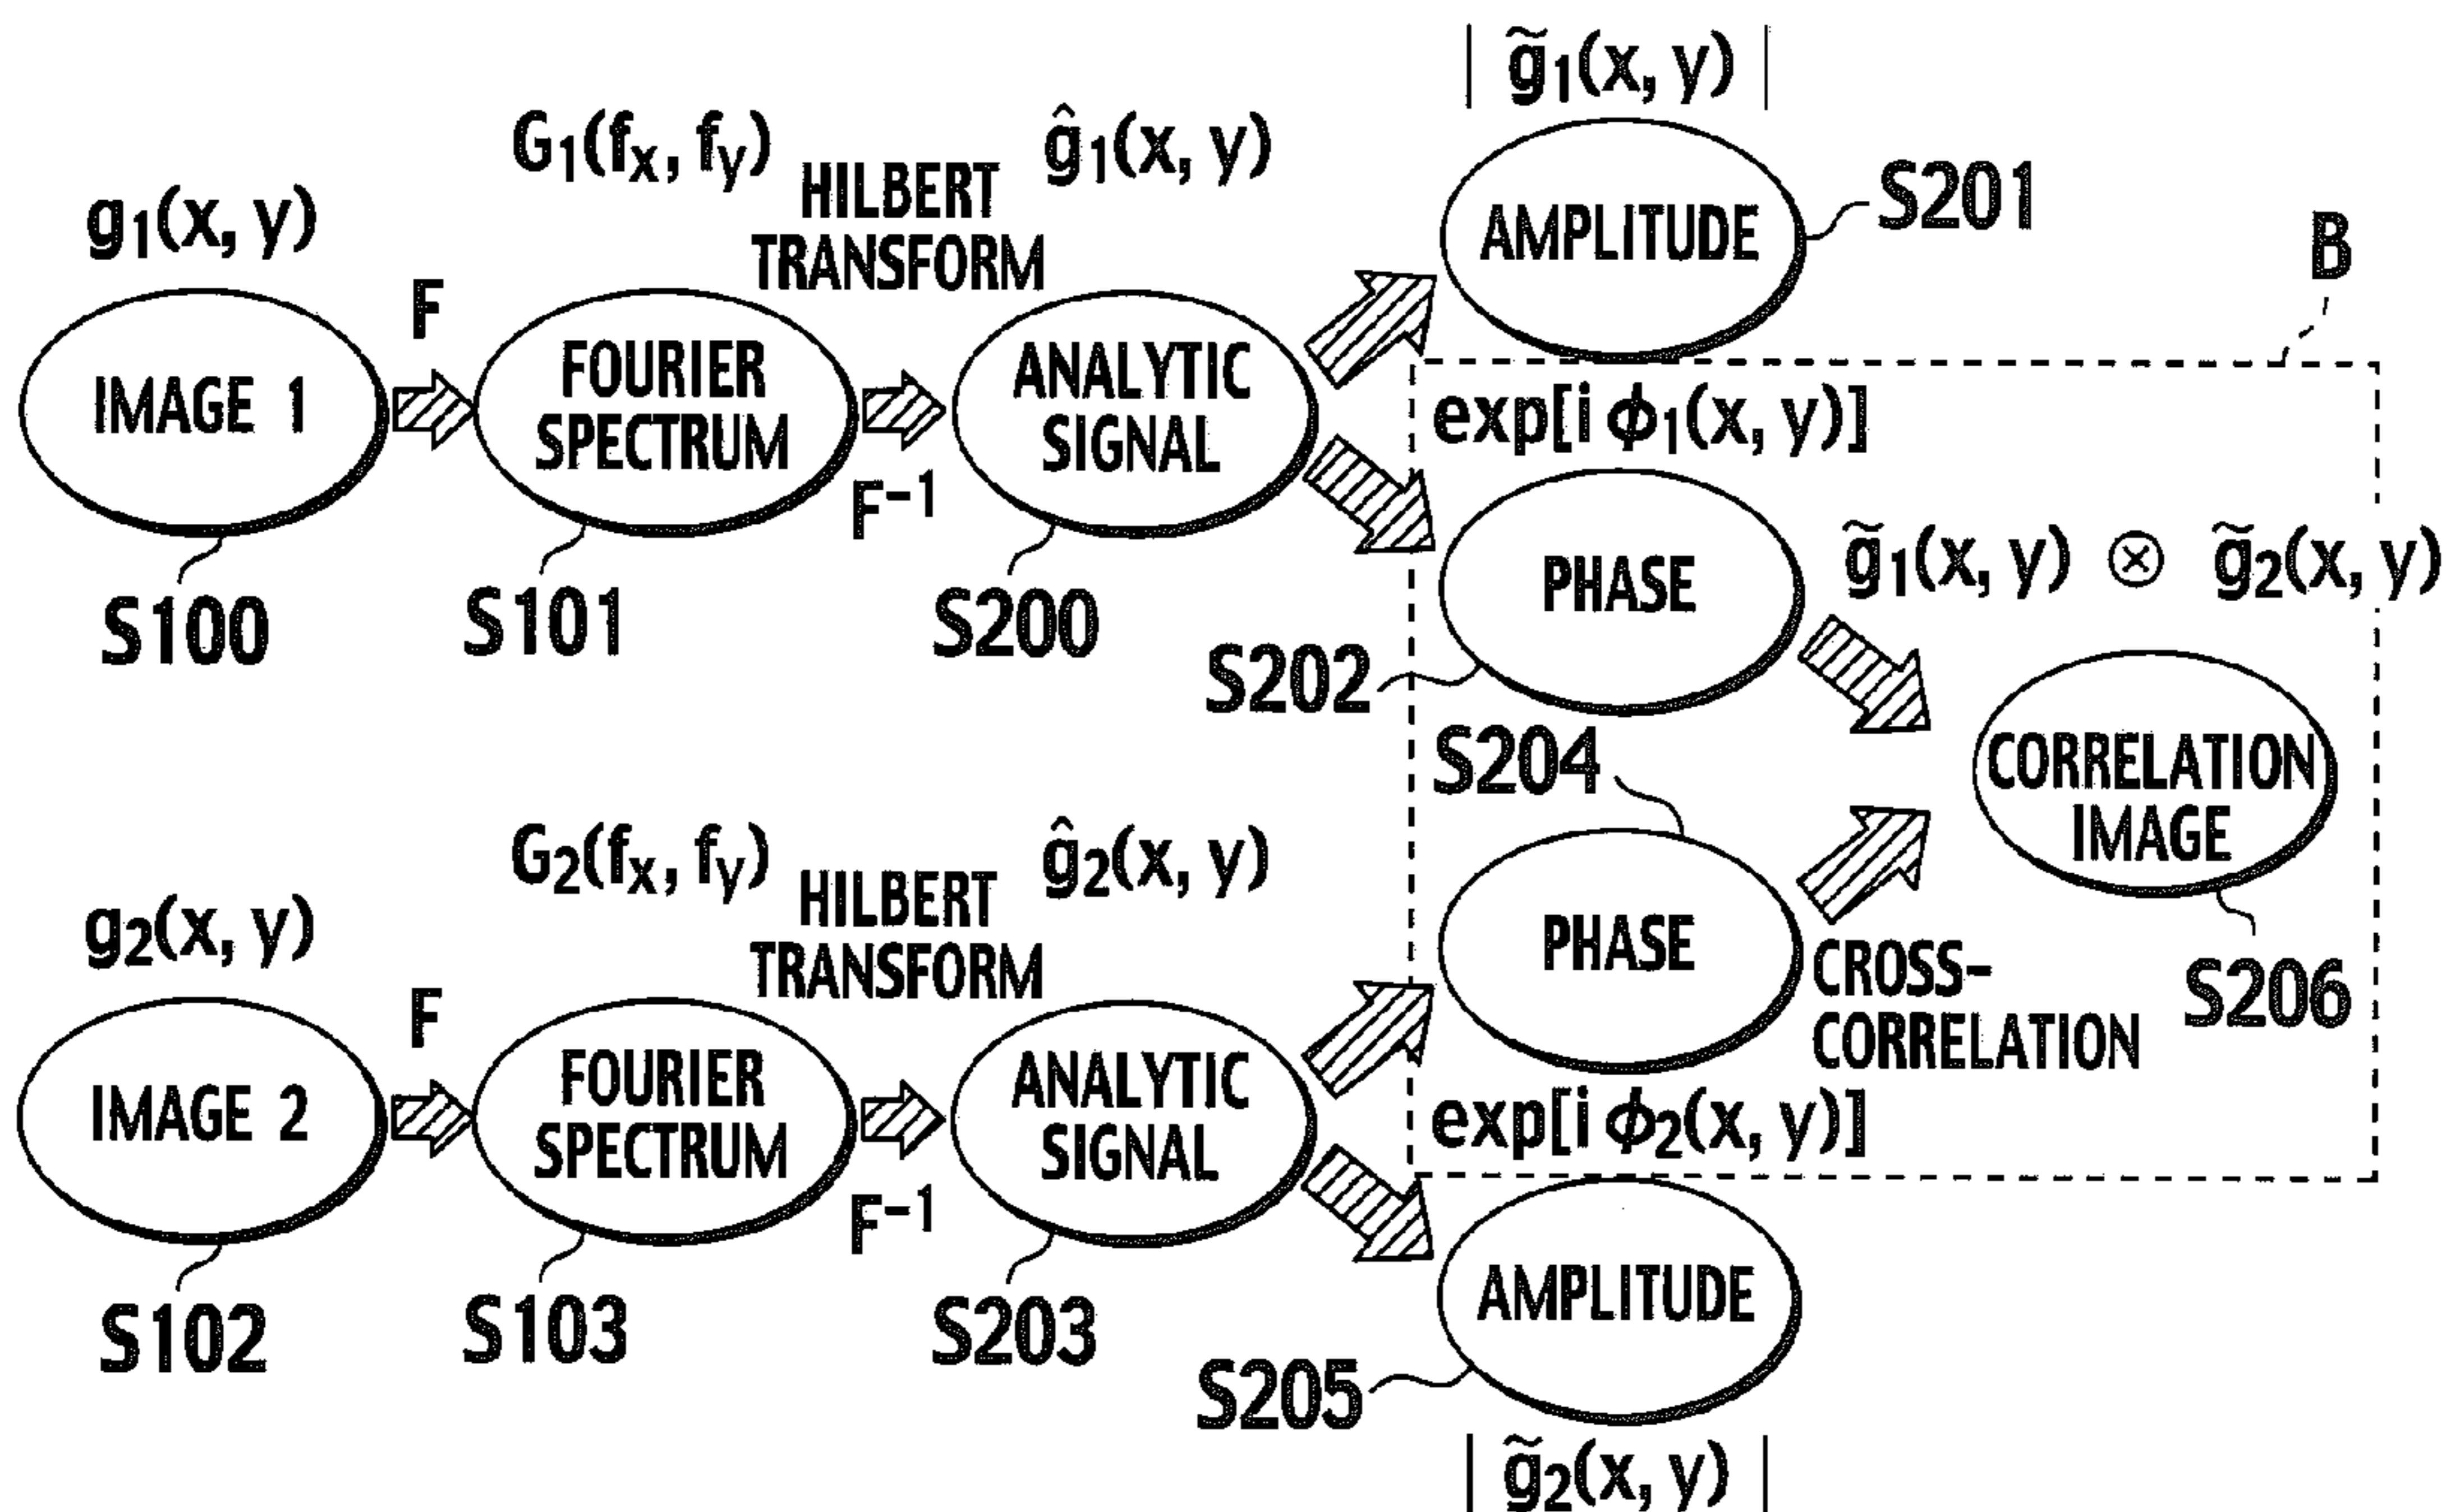 | g̃₁(x, y) |
G₁(fₓ, fᵧ)
ĝ₁(x, y)
HILBERT
TRANSFORM
g₁(x, y)
AMPLITUDE
S201
B
F
IMAGE 1
FOURIER
SPECTRUM
F⁻¹
ANALYTIC
SIGNAL
exp[i ϕ₁(x, y)]
PHASE
g̃₁(x, y) ⊗ g̃₂(x, y)
S100
S101
S200
S202
S204
CORRELATION
IMAGE
G₂(fₓ, fᵧ)
ĝ₂(x, y)
HILBERT
TRANSFORM
g₂(x, y)
PHASE
CROSS-
CORRELATION
S206
F
IMAGE 2
FOURIER
SPECTRUM
F⁻¹
ANALYTIC
SIGNAL
exp[i ϕ₂(x, y)]
AMPLITUDE
S102
S103
S203
S205
| g̃₂(x, y) |